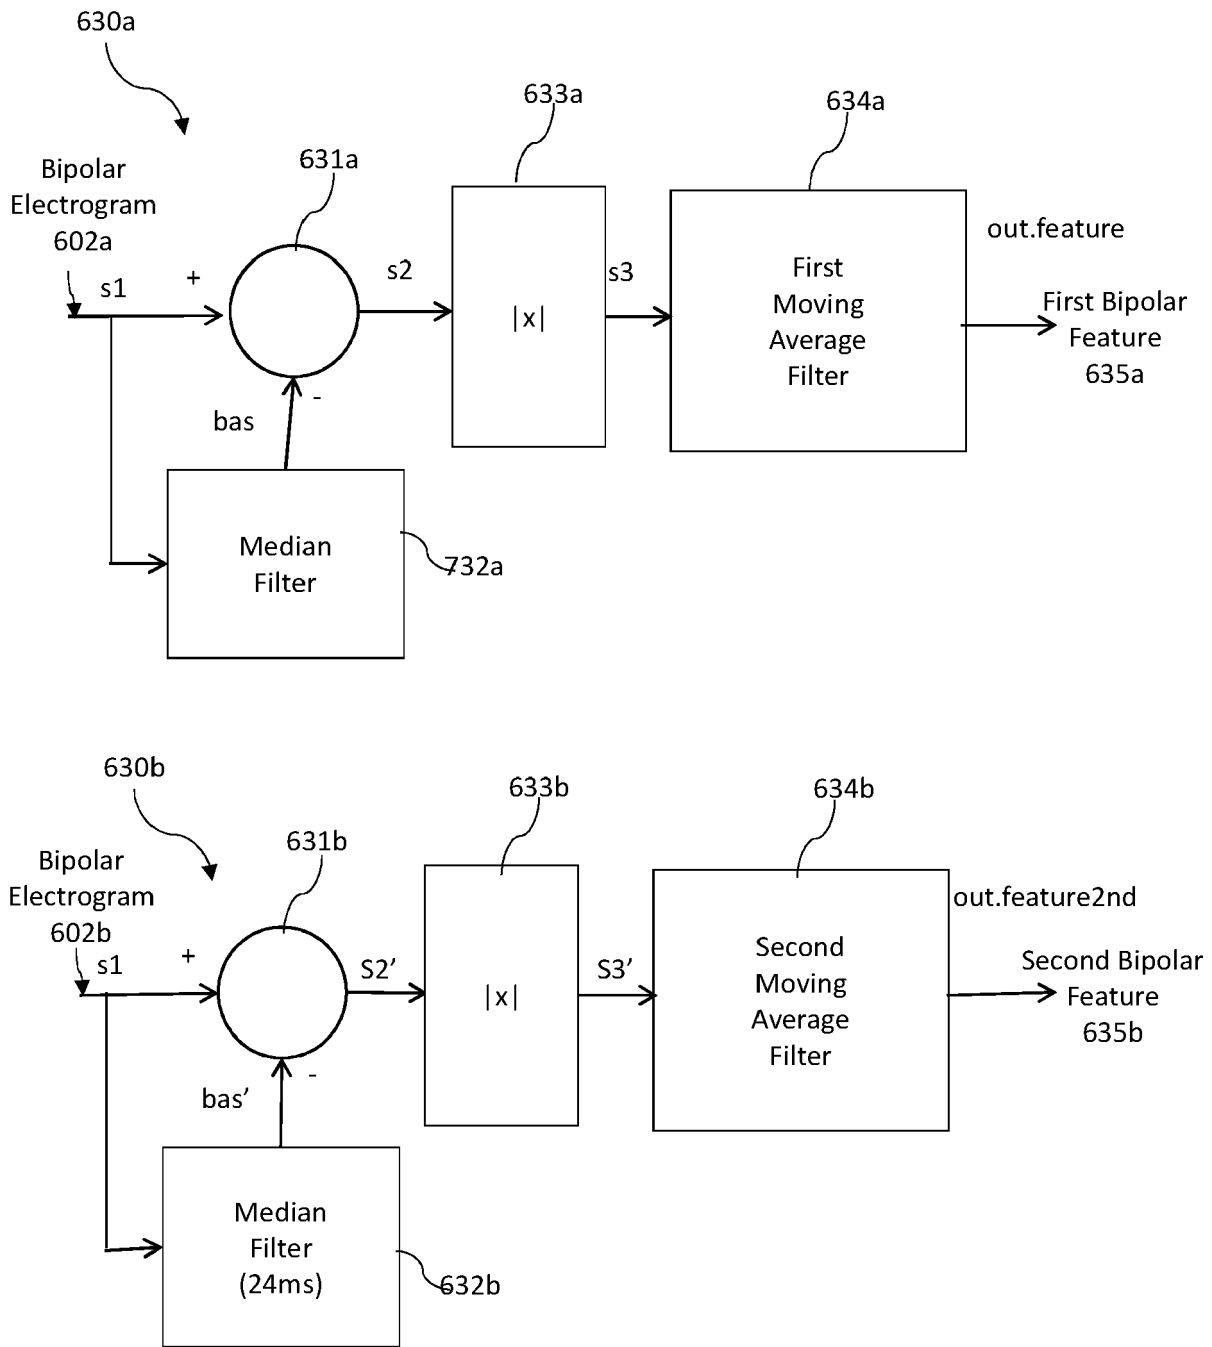 630a
633a
634a
631a
Bipolar
Electrogram
602a
s1
+
s2
s3
|x|
First
Moving
Average
Filter
out.feature
First Bipolar
Feature
635a
bas
-
Median
Filter
732a
630b
633b
634b
631b
Bipolar
Electrogram
602b
s1
+
S2’
S3’
|x|
Second
Moving
Average
Filter
out.feature2nd
Second Bipolar
Feature
635b
bas’
-
Median
Filter
(24ms)
632b